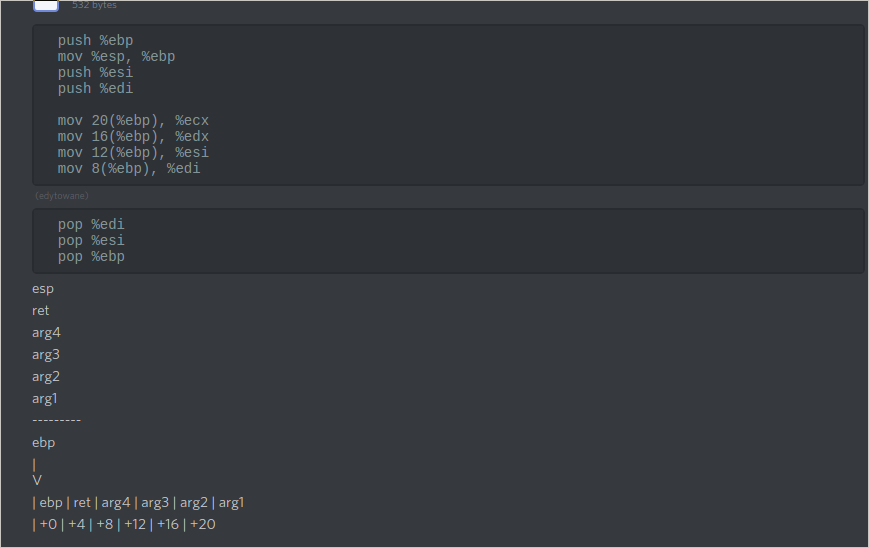 532 bytes
push %ebp
mov %esp, %ebp
push %esi
push %edi
mov 20(%ebp), %ecx
mov 16(%ebp), %edx
mov 12(%ebp), %esi
mov 8(%ebp), %edi
(edytowane)
pop %edi
pop %esi
pop %ebp
esp
ret
arg4
arg3
arg2
arg1
---------
ebp
|
V
| ebp | ret | arg4 | arg3 | arg2 | arg1
| +0 | +4 | +8 | +12 | +16 | +20